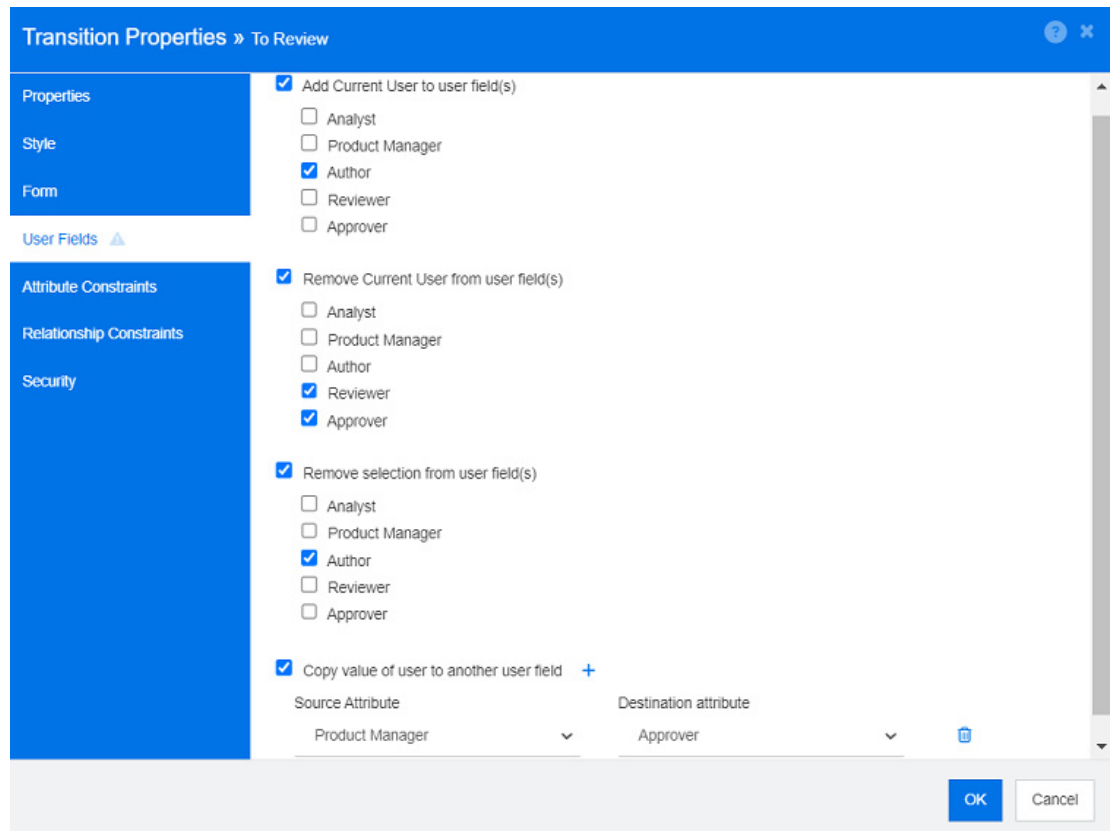 Transition Properties » To Review
Properties
Style
Form
User Fields
Attribute Constraints
Relationship Constraints
Security
Add Current User to user field(s)
Analyst
Product Manager
Author
Reviewer
Approver
Remove Current User from user field(s)
Analyst
Product Manager
Author
Reviewer
Approver
Remove selection from user field(s)
Analyst
Product Manager
Author
Reviewer
Approver
Copy value of user to another user field +
Source Attribute Destination attribute
Product Manager Approver
OK Cancel